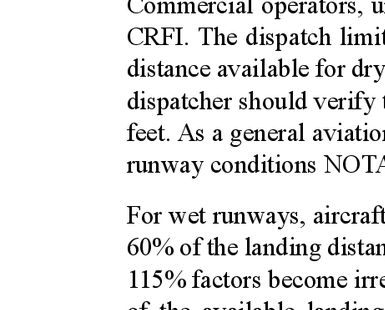 Commercial operators, u
CRFI. The dispatch limit
distance available for dry
dispatcher should verify
feet. As a general aviation
runway conditions NOTA
For wet runways, aircraft
60% of the landing distan
115% factors become irre
of the available landing